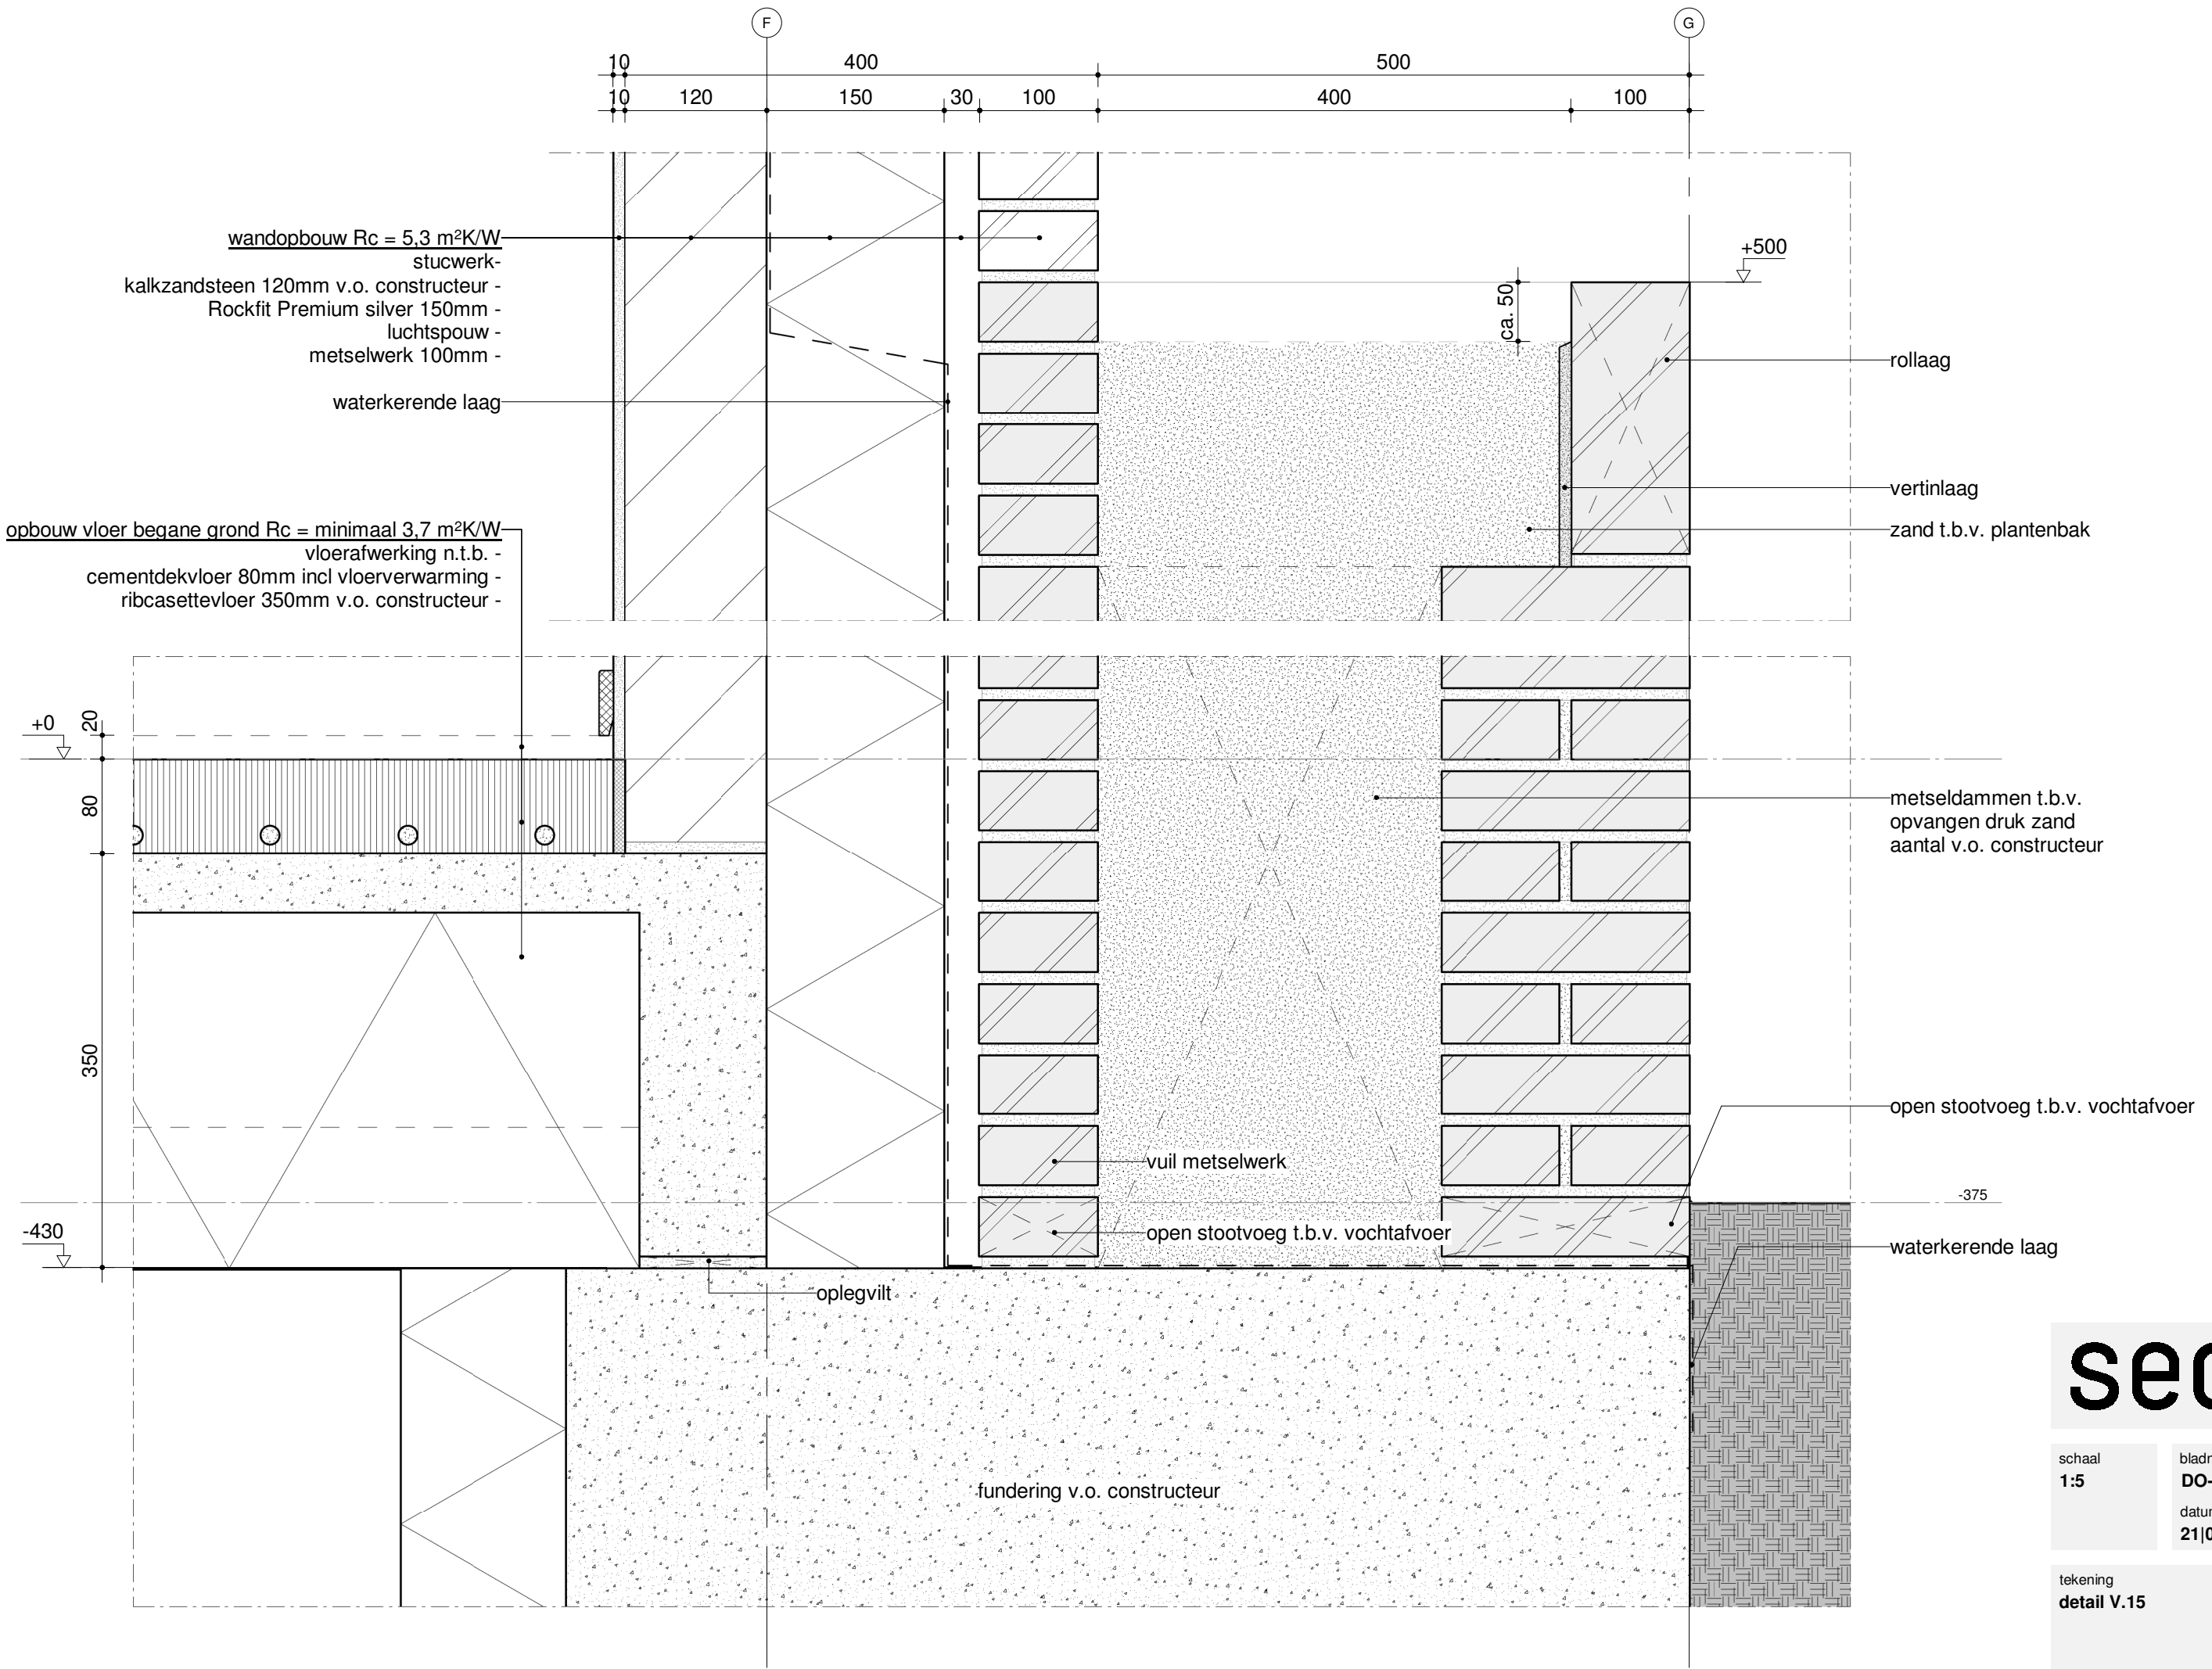 F
G
10
400
500
10
120
150
30
100
400
100
wandopbouw Rc = 5,3 m²K/W
stucwerk-
kalkzandsteen 120mm v.o. constructeur -
Rockfit Premium silver 150mm -
luchtspouw -
metselwerk 100mm -
waterkerende laag
+500
ca. 50
rollaag
vertinlaag
zand t.b.v. plantenbak
opbouw vloer begane grond Rc = minimaal 3,7 m²K/W
vloerafwerking n.t.b. -
cementdekvloer 80mm incl vloerverwarming -
ribcasettevloer 350mm v.o. constructeur -
+0
20
80
350
-430
metseldammen t.b.v.
opvangen druk zand
aantal v.o. constructeur
open stootvoeg t.b.v. vochtafvoer
vuil metselwerk
-375
open stootvoeg t.b.v. vochtafvoer
waterkerende laag
oplegvilt
fundering v.o. constructeur
schaal
1:5
tekening
detail V.15